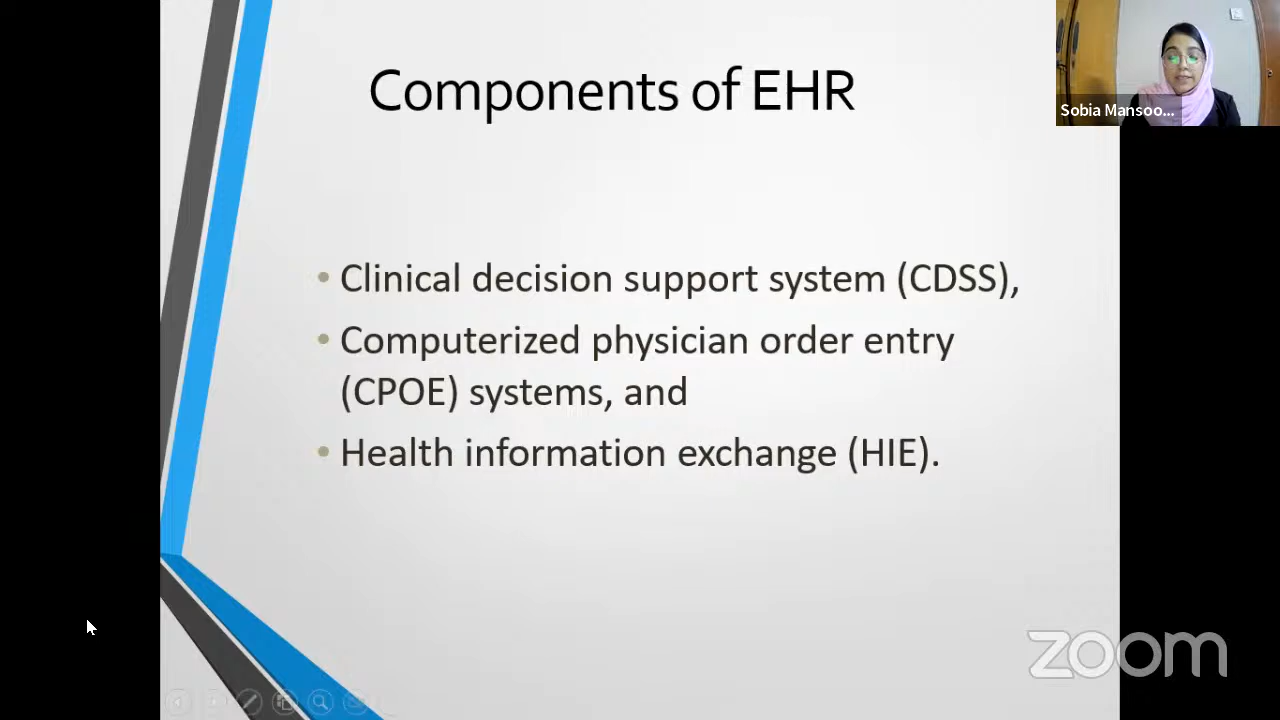 Components of EHR
Sobia Mansoo...
• Clinical decision support system (CDSS),
• Computerized physician order entry
(CPOE) systems, and
• Health information exchange (HIE).
zoom